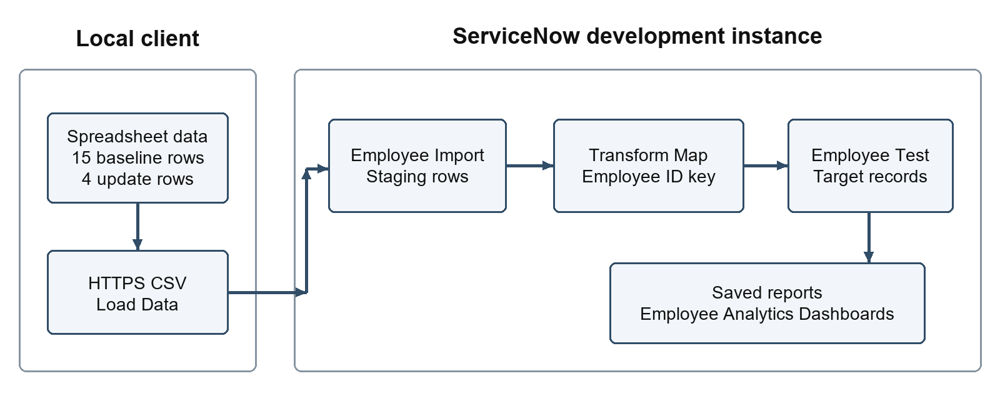 Local client
ServiceNow development instance
Spreadsheet data
15 baseline rows
4 update rows
HTTPS CSV
Load Data
Employee Import
Staging rows
Transform Map
Employee ID key
Employee Test
Target records
Saved reports
Employee Analytics Dashboards